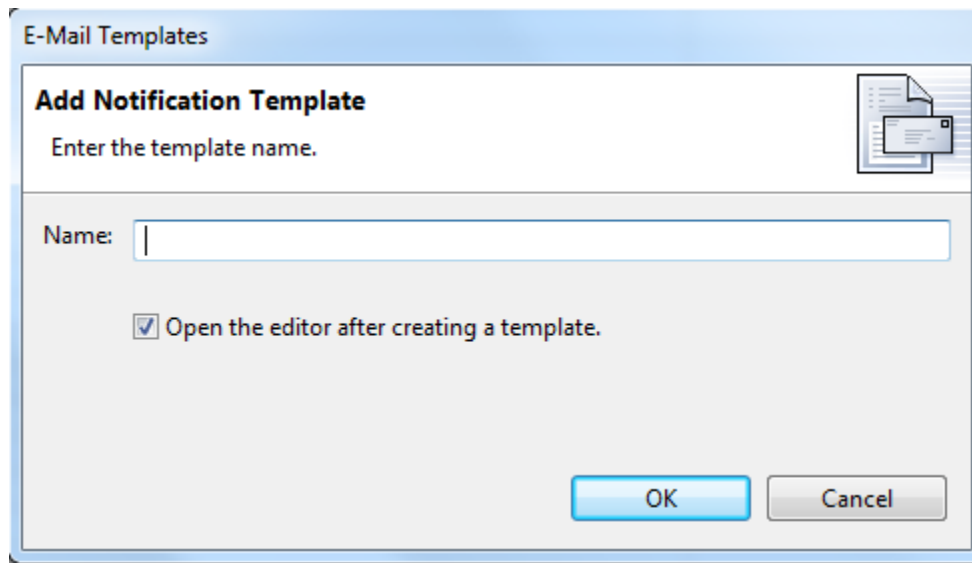 E-Mail Templates
Add Notification Template
Enter the template name.
Name:
Open the editor after creating a template.
OK Cancel